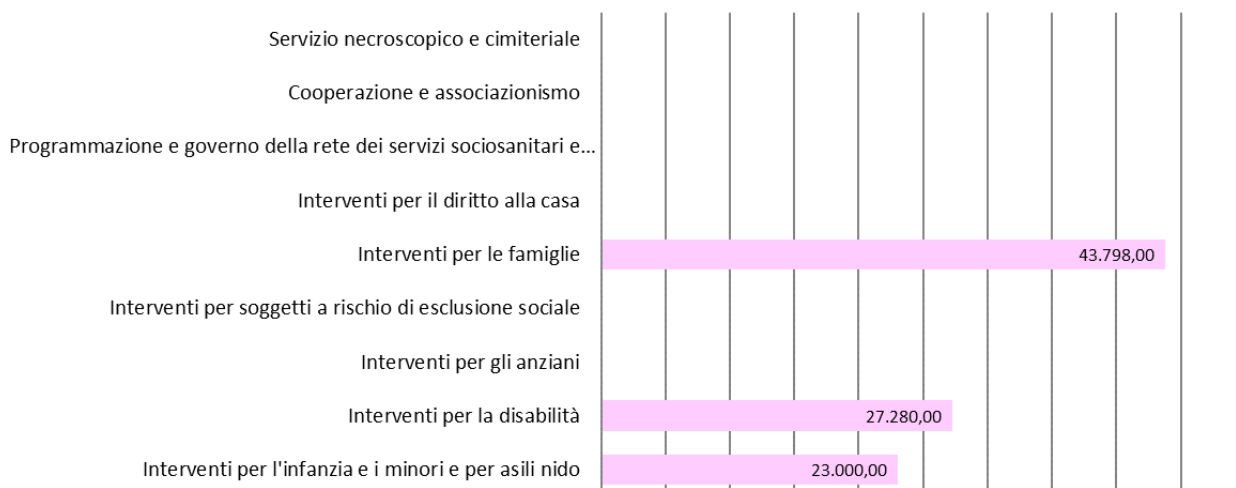 Servizio necroscopico e cimiteriale
Cooperazione e associazionismo
Programmazione e governo della rete dei servizi sociosanitari e...
Interventi per il diritto alla casa
Interventi per le famiglie 43.798,00
Interventi per soggetti a rischio di esclusione sociale
Interventi per gli anziani
Interventi per la disabilità 27.280,00
Interventi per l'infanzia e i minori e per asili nido 23.000,00